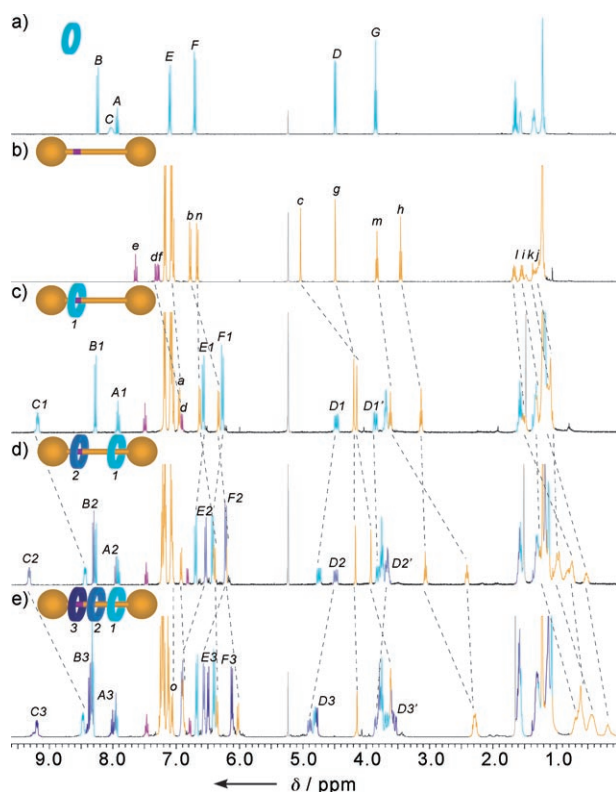 a)
B
C
A
E
F
D
G
b)
e
d f
b n
c
g
m
h
l i k j
c)
1
C1
B1
A1
a
d
E1
F1
D1
D1'
d)
2
1
C2
B2
A2
E2
F2
D2
D2'
e)
3
2
1
C3
B3
A3
o
E3
F3
D3
D3'
9.0 8.0 7.0 6.0 5.0 4.0 3.0 2.0 1.0
δ / ppm